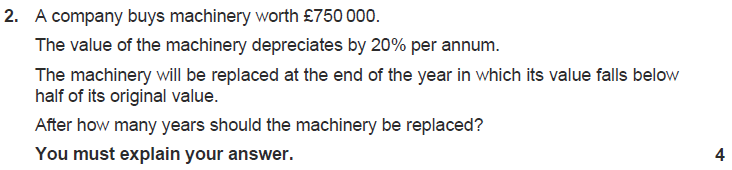 2. A company buys machinery worth £750 000.
The value of the machinery depreciates by 20% per annum.
The machinery will be replaced at the end of the year in which its value falls below
half of its original value.
After how many years should the machinery be replaced?
You must explain your answer. 4